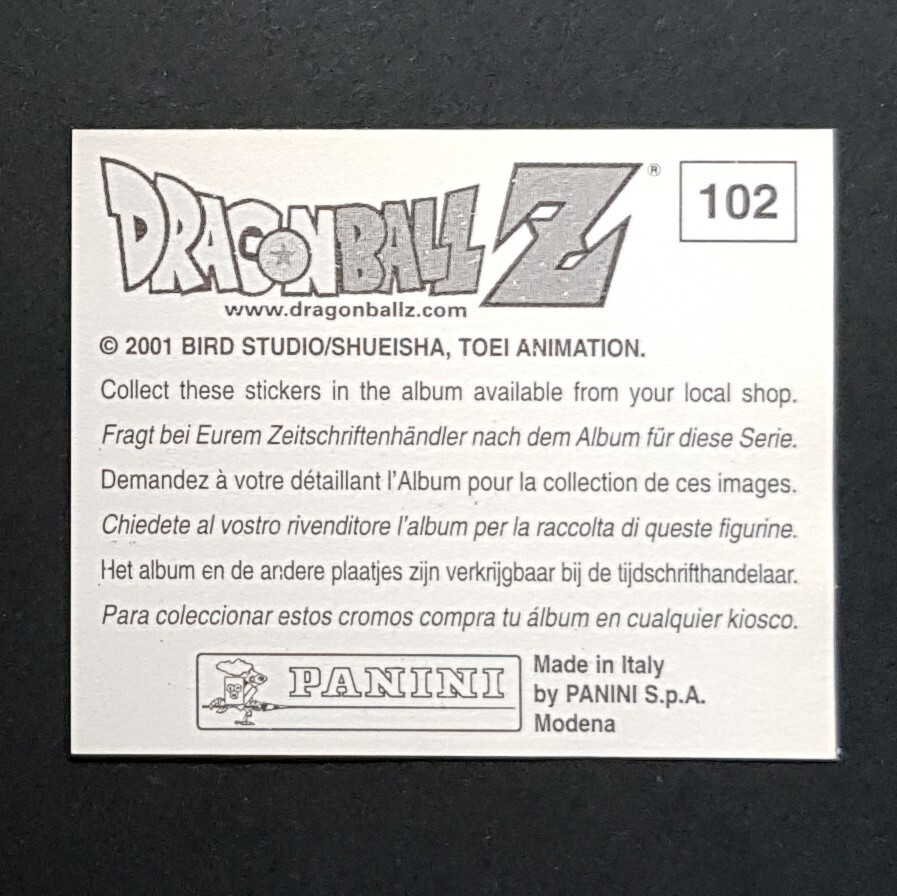 DRAGONBALL Z ®
102
www.dragonballz.com
© 2001 BIRD STUDIO/SHUEISHA, TOEI ANIMATION.
Collect these stickers in the album available from your local shop.
Fragt bei Eurem Zeitschriftenhändler nach dem Album für diese Serie.
Demandez à votre détaillant l'Album pour la collection de ces images.
Chiedete al vostro rivenditore l'album per la raccolta di queste figurine.
Het album en de andere plaatjes zijn verkrijgbaar bij de tijdschrifthandelaar.
Para coleccionar estos cromos compra tu álbum en cualquier kiosco.
PANINI
Made in Italy
by PANINI S.p.A.
Modena